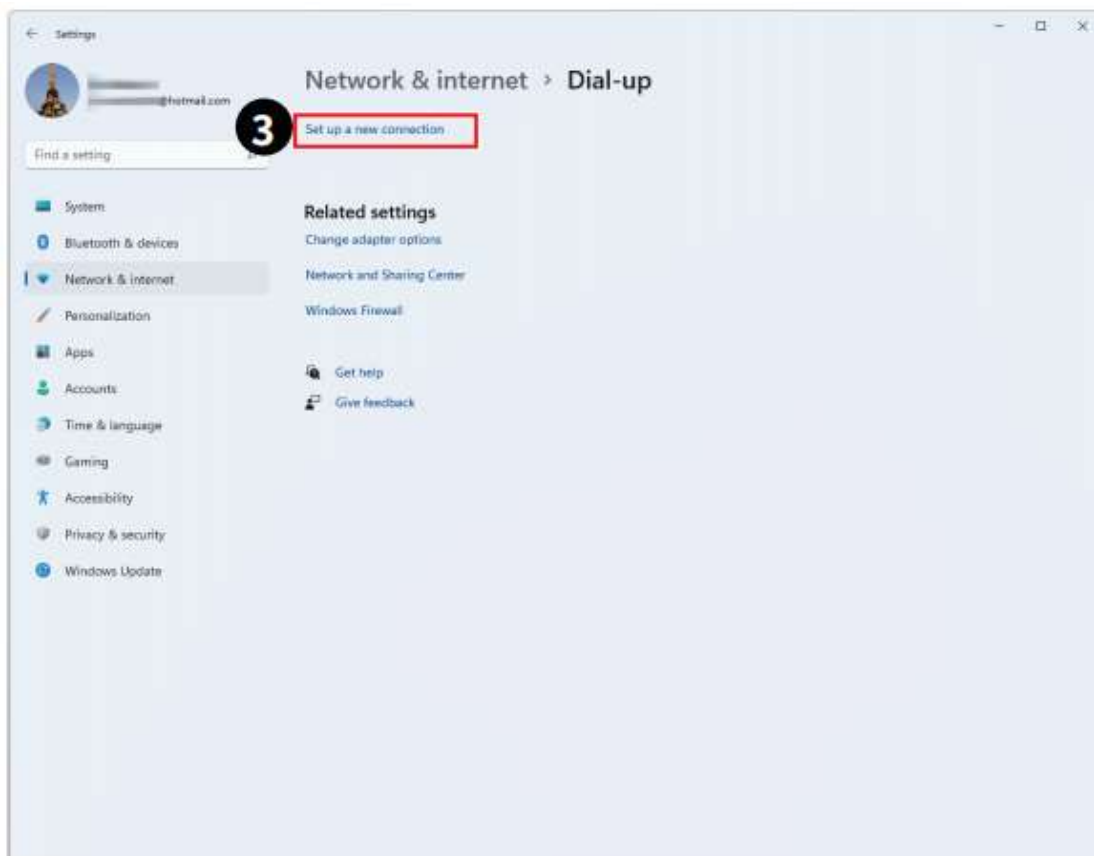 Settings
@hotmail.com
Find a setting
System
Bluetooth & devices
Network & internet
Personalization
Apps
Accounts
Time & language
Gaming
Accessibility
Privacy & security
Windows Update
Network & internet > Dial-up
3
Set up a new connection
Related settings
Change adapter options
Network and Sharing Center
Windows Firewall
Get help
Give feedback